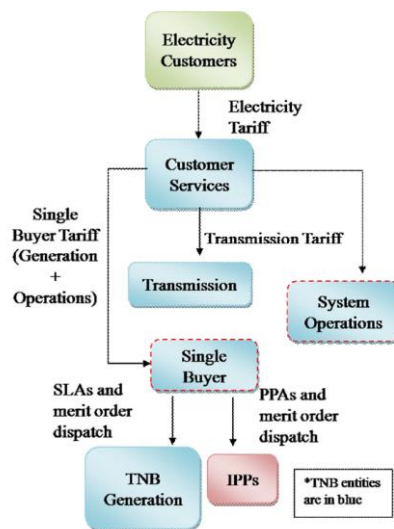 Electricity
Customers
Electricity
Tariff
Customer
Services
Single
Buyer Tariff
(Generation
+
Operations)
Transmission Tariff
Transmission
System
Operations
Single
Buyer
SLAs and
merit order
dispatch
PPAs and
merit order
dispatch
TNB
Generation
IPPs
*TNB entities
are in blue